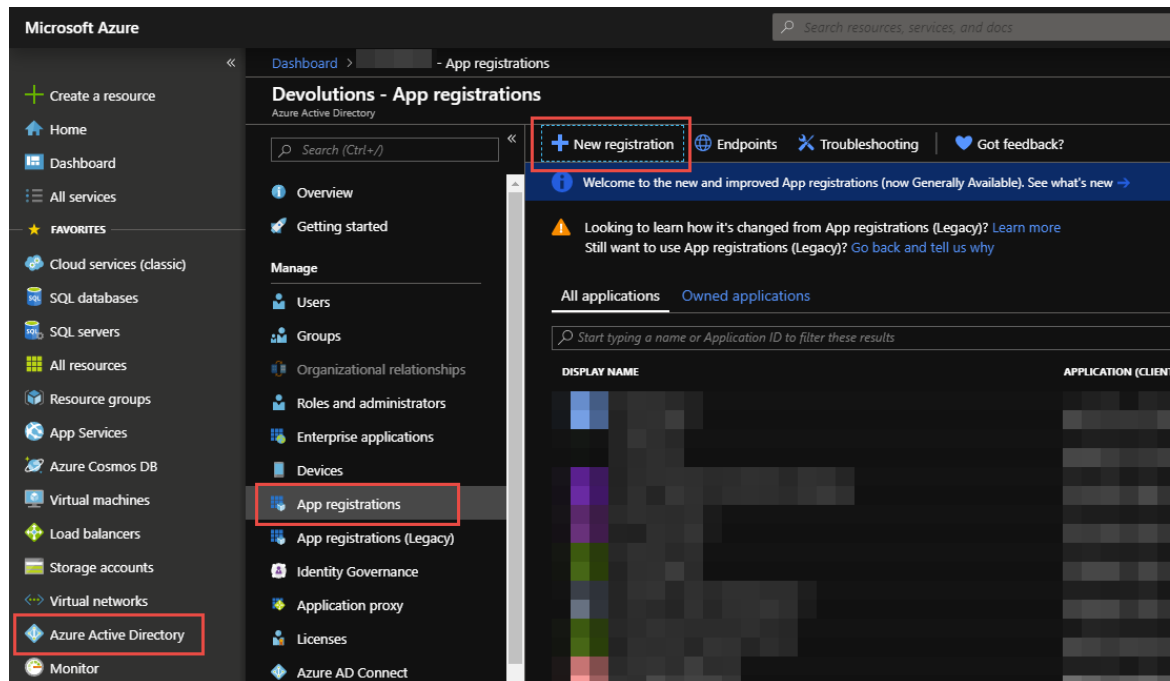 Microsoft Azure
Search resources, services, and docs
«
Create a resource
Home
Dashboard
All services
FAVORITES
Cloud services (classic)
SQL databases
SQL servers
All resources
Resource groups
App Services
Azure Cosmos DB
Virtual machines
Load balancers
Storage accounts
Virtual networks
Azure Active Directory
Monitor
Dashboard > - App registrations
Devolutions - App registrations
Azure Active Directory
Search (Ctrl+/)
«
Overview
Getting started
Manage
Users
Groups
Organizational relationships
Roles and administrators
Enterprise applications
Devices
App registrations
App registrations (Legacy)
Identity Governance
Application proxy
Licenses
Azure AD Connect
New registration Endpoints Troubleshooting Got feedback?
Welcome to the new and improved App registrations (now Generally Available). See what's new →
Looking to learn how it's changed from App registrations (Legacy)? Learn more
Still want to use App registrations (Legacy)? Go back and tell us why
All applications Owned applications
Start typing a name or Application ID to filter these results
DISPLAY NAME APPLICATION (CLIENT